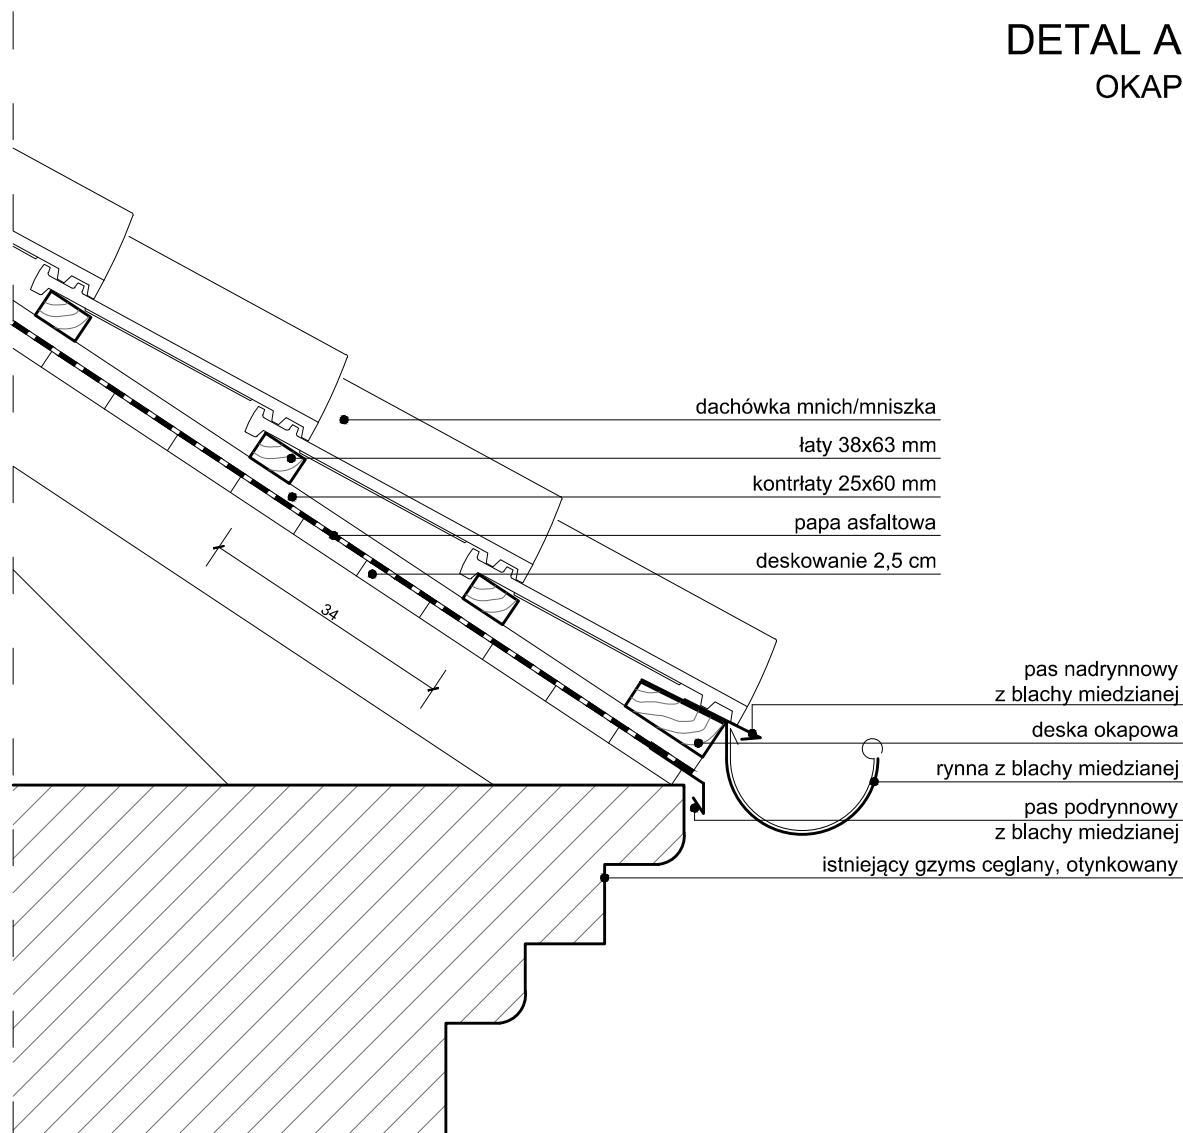 DETAL A
OKAP
dachówka mnich/mniszka
łaty 38x63 mm
kontrłaty 25x60 mm
papa asfaltowa
deskowanie 2,5 cm
34
pas nadrynnowy
z blachy miedzianej
deska okapowa
rynna z blachy miedzianej
pas podrynnowy
z blachy miedzianej
istniejący gzyms ceglany, otynkowany